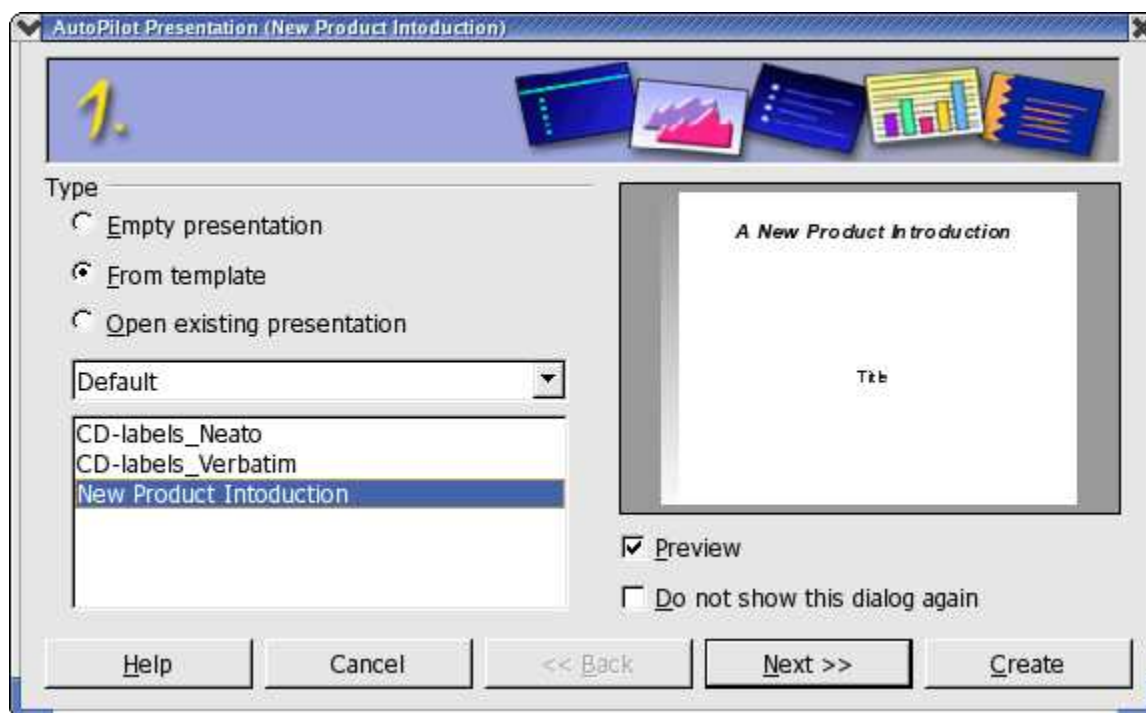 AutoPilot Presentation (New Product Intoduction)
1.
Type
Empty presentation
From template
Open existing presentation
Default
CD-labels_Neato
CD-labels_Verbatim
New Product Intoduction
A New Product Introduction
Title
Preview
Do not show this dialog again
Help
Cancel
<< Back
Next >>
Create